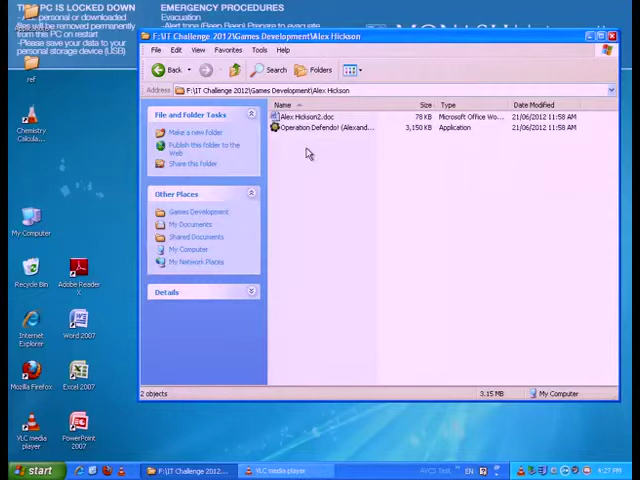 THIS PC IS LOCKED DOWN
EMERGENCY PROCEDURES
Evacuation
will be removed permanently
from this PC on restart
-Please save your data to your
personal storage device (USB)
MONASH
ref
Chemistry
Calcula...
My Computer
Recycle Bin
Adobe Reader
X
Internet
Explorer
Word 2007
Mozilla Firefox
Excel 2007
VLC media
player
PowerPoint
2007
F:\IT Challenge 2012\Games Development\Alex Hickson
File Edit View Favorites Tools Help
Back Search Folders
Address F:\IT Challenge 2012\Games Development\Alex Hickson
File and Folder Tasks
Make a new folder
Publish this folder to the
Web
Share this folder
Other Places
Games Development
My Documents
Shared Documents
My Computer
My Network Places
Details
Name Size Type Date Modified
Alex Hickson2.doc 78 KB Microsoft Office Wo... 21/06/2012 11:58 AM
Operation Defendo! (Alexand... 3,150 KB Application 21/06/2012 11:58 AM
2 objects 3.15 MB My Computer
start F:\IT Challenge 2012... VLC media player AVCS Test EN 4:27 PM